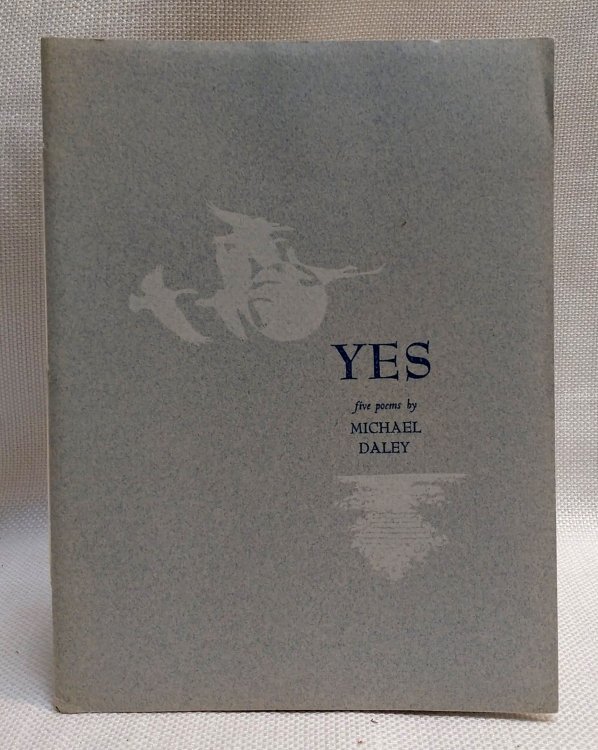 YES
five poems by
MICHAEL
DALEY